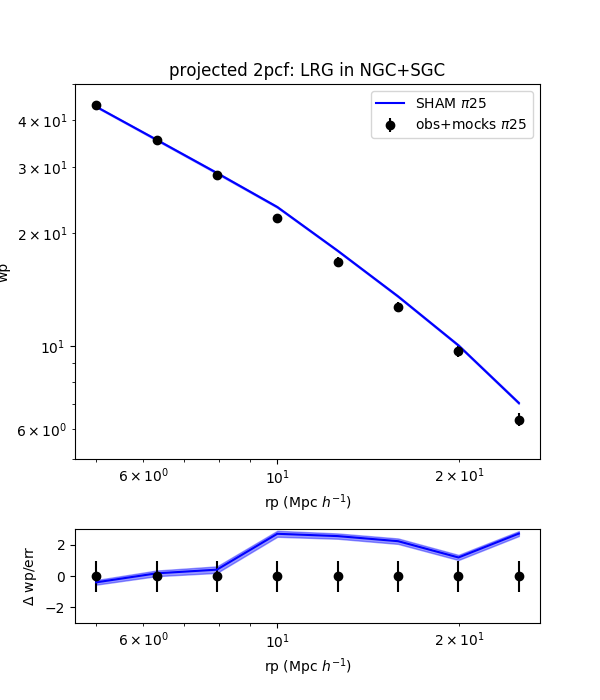 projected 2pcf: LRG in NGC+SGC
SHAM π25
obs+mocks π25
wp
4 × 10¹
3 × 10¹
2 × 10¹
10¹
6 × 10⁰
6 × 10⁰
10¹
2 × 10¹
rp (Mpc h⁻¹)
Δ wp/err
2
0
−2
6 × 10⁰
10¹
2 × 10¹
rp (Mpc h⁻¹)